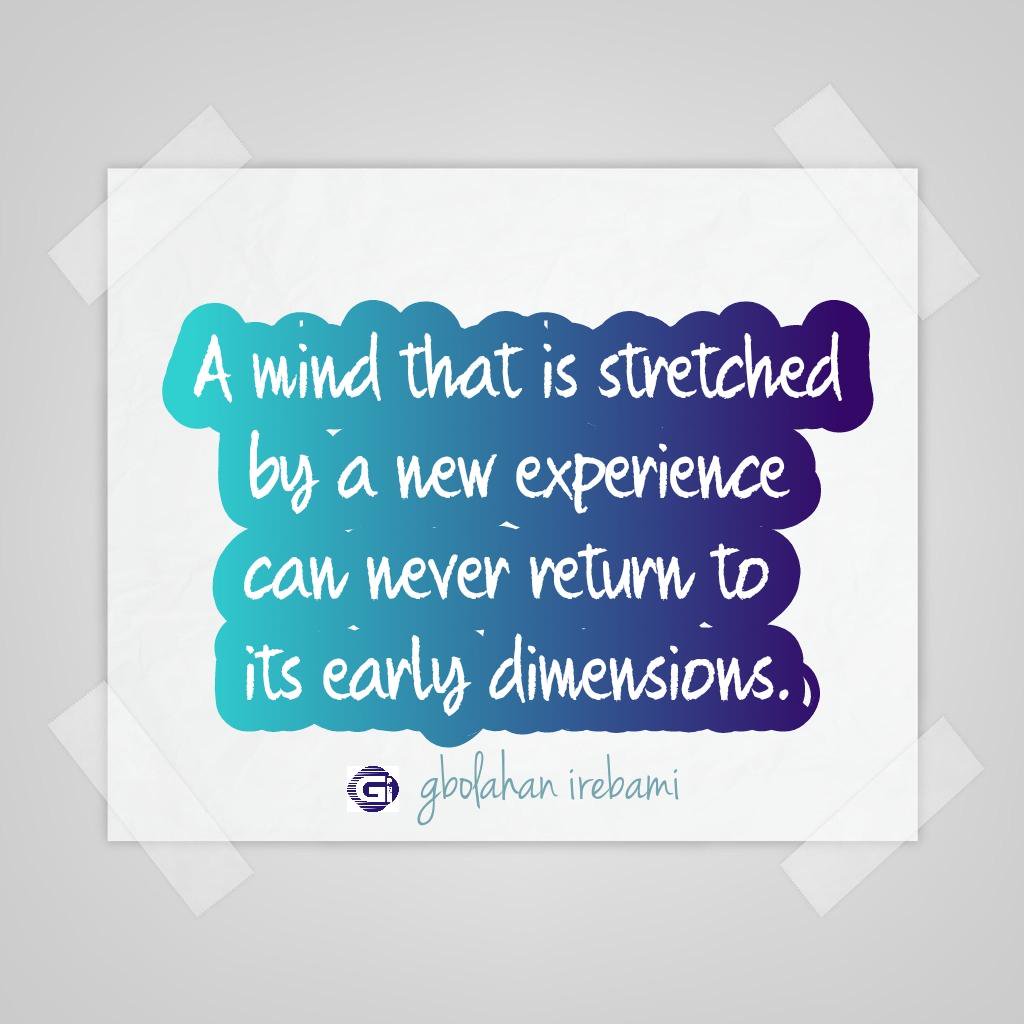 A mind that is stretched
by a new experience
can never return to
its early dimensions.
Gi gbolahan irebami